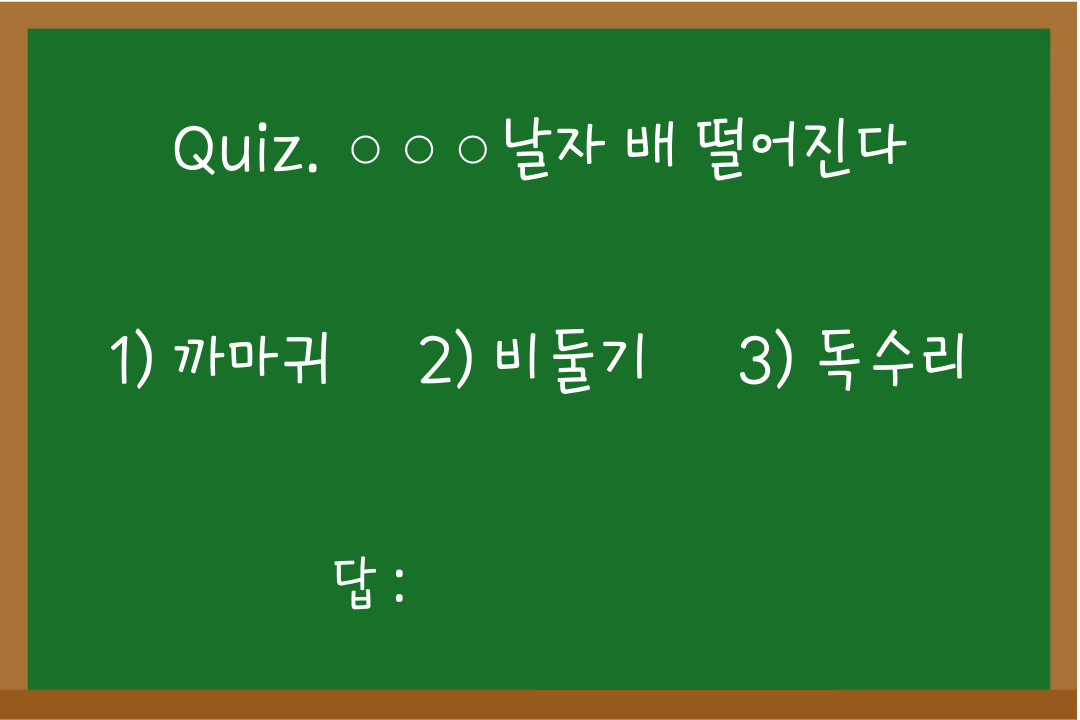 Quiz. ○ ○ ○ 날자 배 떨어진다
1) 까마귀 2) 비둘기 3) 독수리
답 :